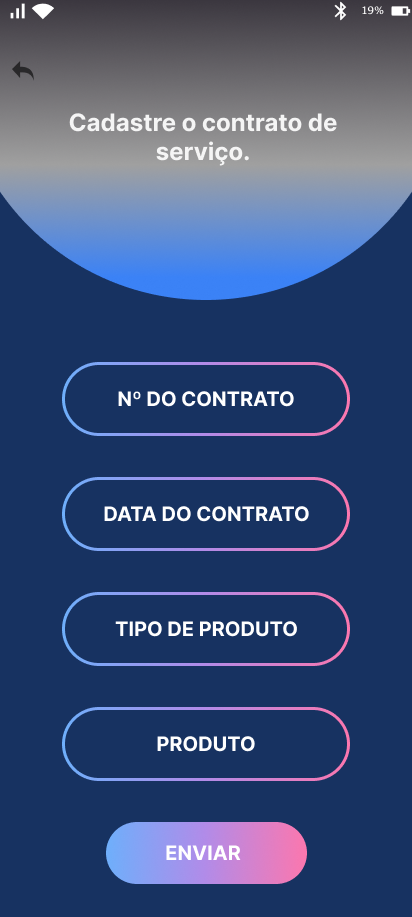 19%
Cadastre o contrato de
serviço.
Nº DO CONTRATO
DATA DO CONTRATO
TIPO DE PRODUTO
PRODUTO
ENVIAR